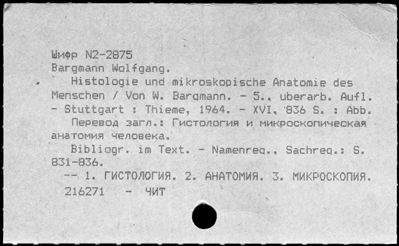 Шифр N2-2875
Bargmann Wolfgang.
Histologie und mikroskopische Anatomie des
Menschen / Von W. Bargmann. - 5., uberarb. Aufl.
- Stuttgart : Thieme, 1964. - XVI, 836 S. : Abb.
Перевод загл.: Гистология и микроскопическая
анатомия человека.
Bibliogr. im Text. - Namenreg., Sachreg.: S.
831-836.
-- 1. ГИСТОЛОГИЯ. 2. АНАТОМИЯ. 3. МИКРОСКОПИЯ.
216271 - ЧИТ